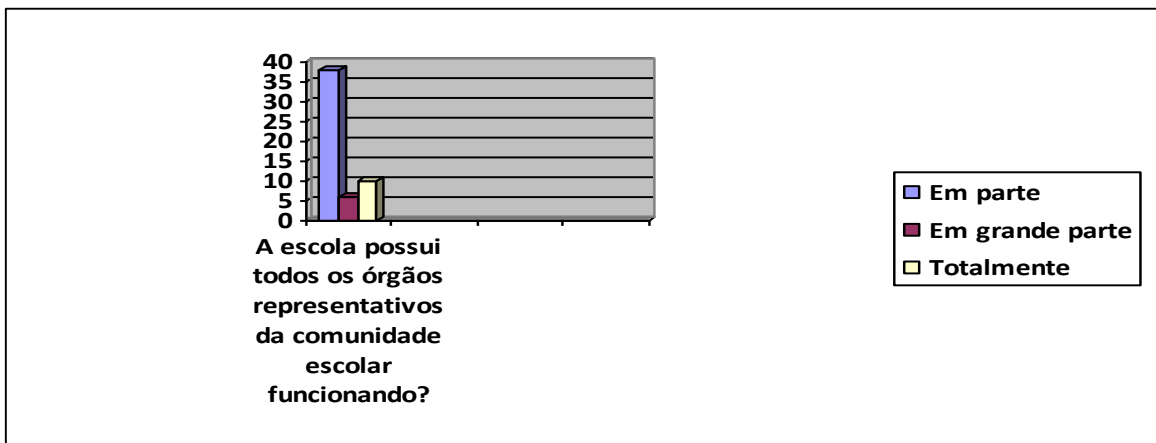 40
35
30
25
20
15
10
5
0
A escola possui
todos os órgãos
representativos
da comunidade
escolar
funcionando?
Em parte
Em grande parte
Totalmente